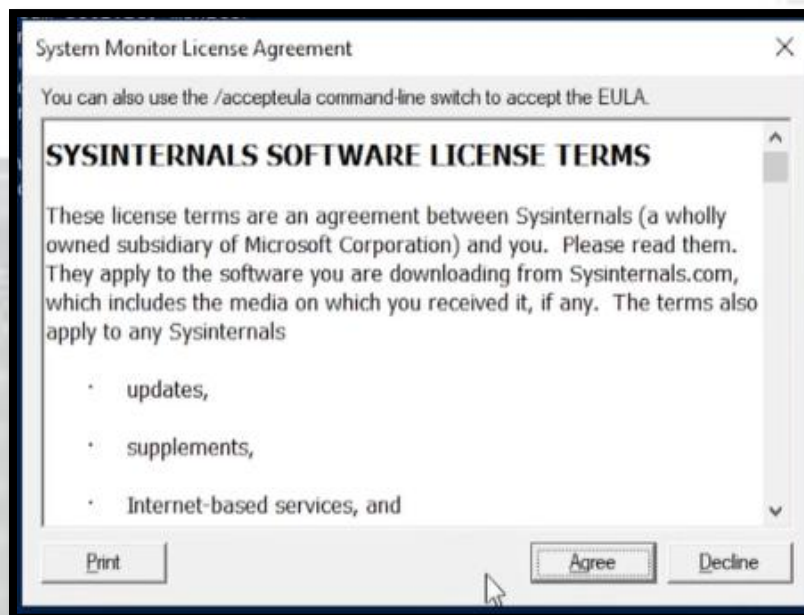 System Monitor License Agreement
You can also use the /accepteula command-line switch to accept the EULA.
SYSINTERNALS SOFTWARE LICENSE TERMS
These license terms are an agreement between Sysinternals (a wholly
owned subsidiary of Microsoft Corporation) and you.  Please read them.
They apply to the software you are downloading from Sysinternals.com,
which includes the media on which you received it, if any.  The terms also
apply to any Sysinternals
· updates,
· supplements,
· Internet-based services, and
Print Agree Decline